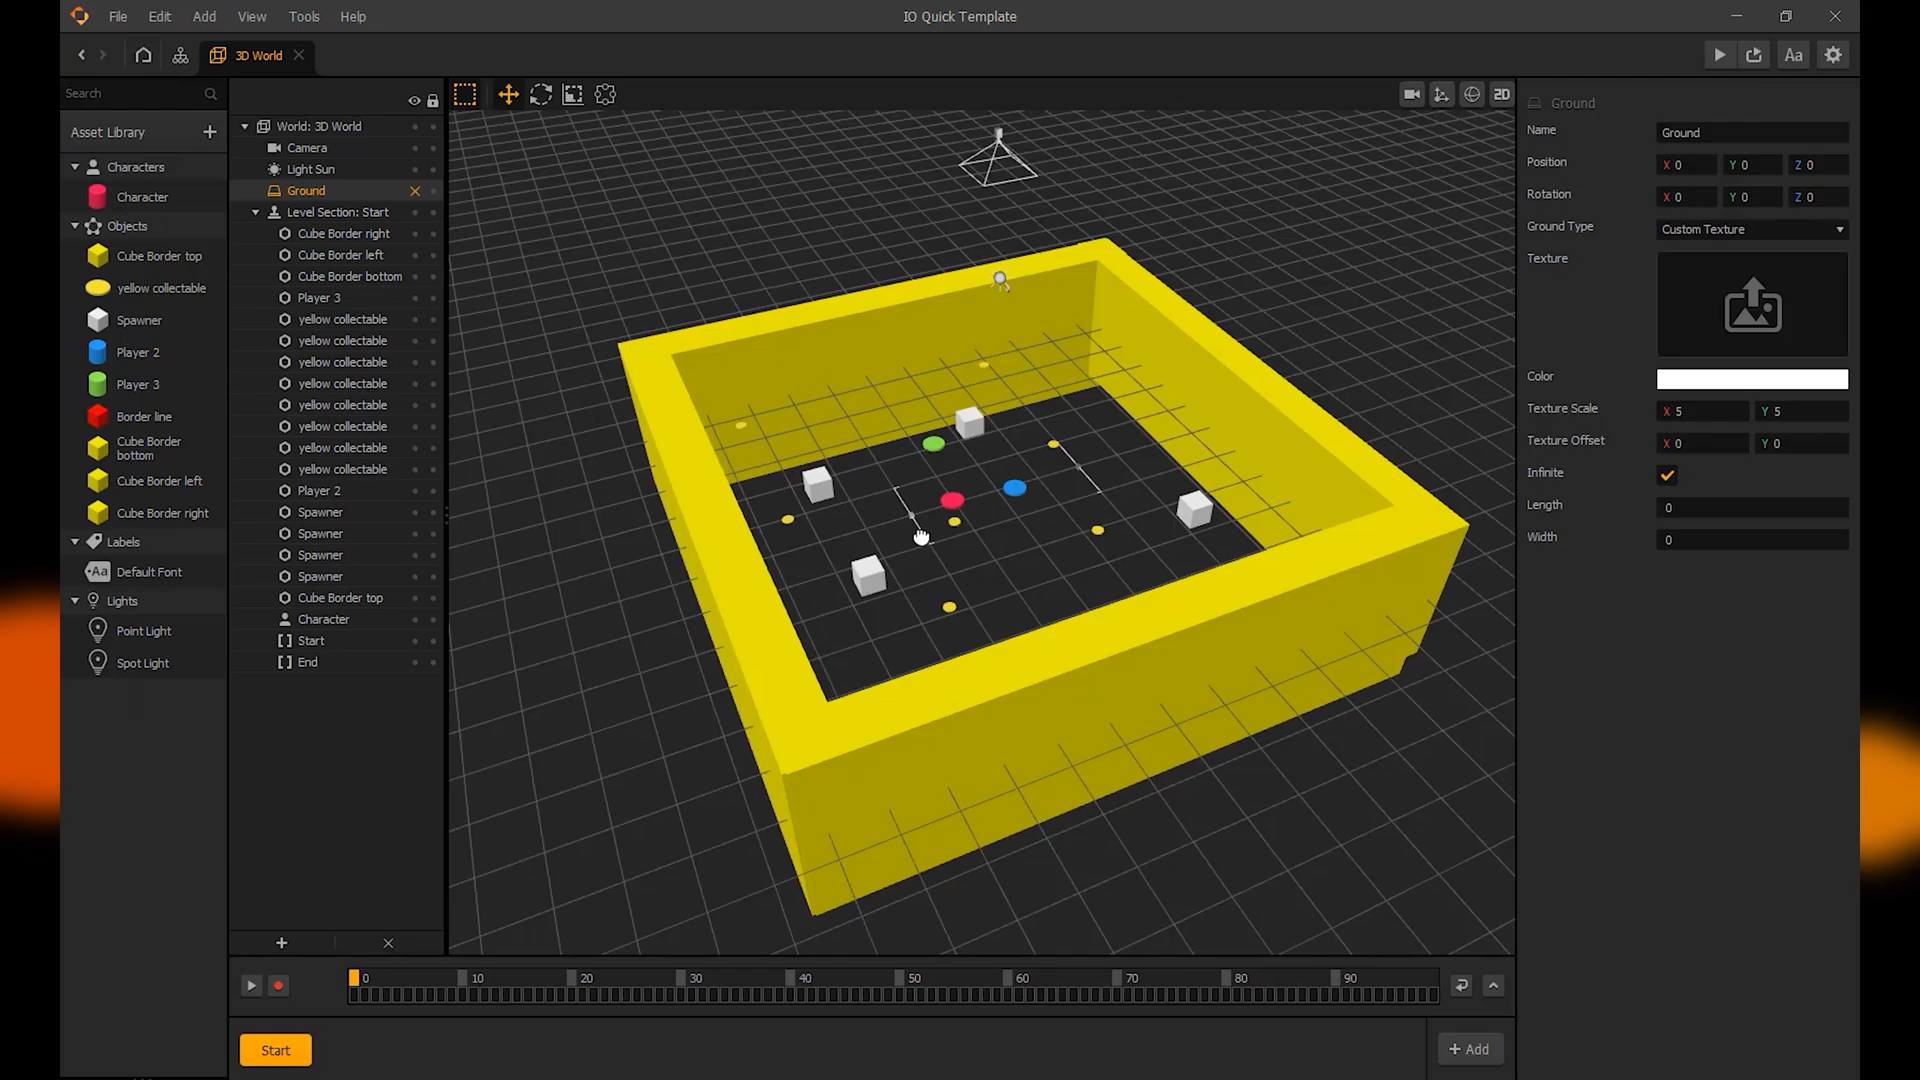 File Edit Add View Tools Help
IO Quick Template
3D World
Aa
Search
Asset Library
Characters
Character
Objects
Cube Border top
yellow collectable
Spawner
Player 2
Player 3
Border line
Cube Border
bottom
Cube Border left
Cube Border right
Labels
Aa Default Font
Lights
Point Light
Spot Light
World: 3D World
Camera
Light Sun
Ground
Level Section: Start
Cube Border right
Cube Border left
Cube Border bottom
Player 3
yellow collectable
yellow collectable
yellow collectable
yellow collectable
yellow collectable
yellow collectable
yellow collectable
yellow collectable
Player 2
Spawner
Spawner
Spawner
Spawner
Cube Border top
Character
Start
End
2D
Ground
Name Ground
Position X 0 Y 0 Z 0
Rotation X 0 Y 0 Z 0
Ground Type Custom Texture
Texture
Color
Texture Scale X 5 Y 5
Texture Offset X 0 Y 0
Infinite
Length 0
Width 0
0 10 20 30 40 50 60 70 80 90
Start
+ Add